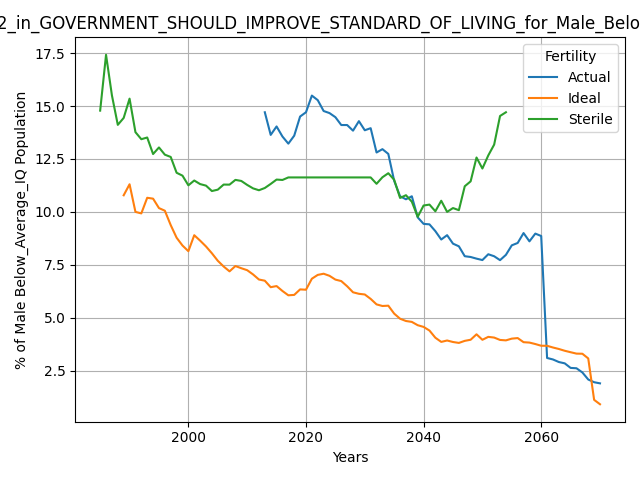 2_in_GOVERNMENT_SHOULD_IMPROVE_STANDARD_OF_LIVING_for_Male_Belo
Fertility
Actual
Ideal
Sterile
17.5
15.0
12.5
10.0
7.5
5.0
2.5
% of Male Below_Average_IQ Population
2000
2020
2040
2060
Years